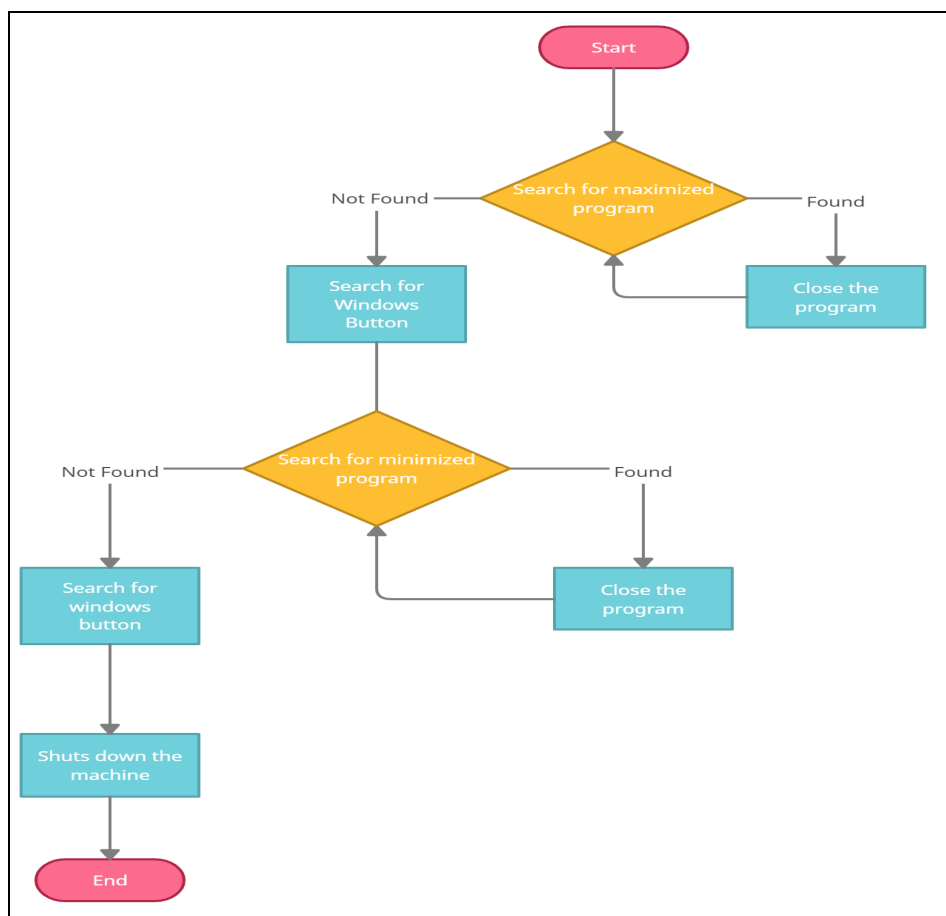 Start
Search for maximized
program
Not Found
Found
Search for
Windows
Button
Close the
program
Search for minimized
program
Not Found
Found
Search for
windows
button
Close the
program
Shuts down the
machine
End